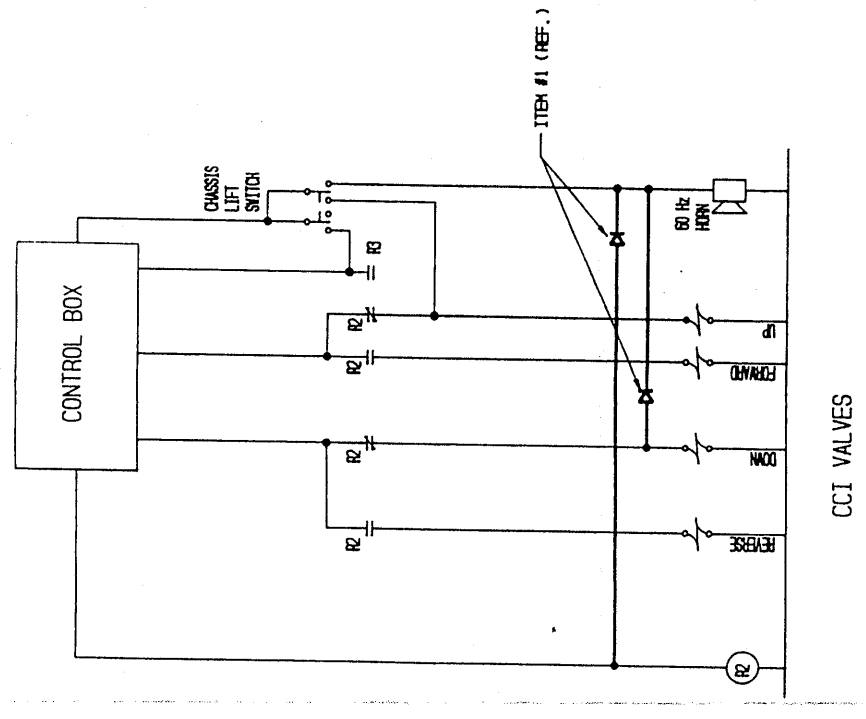 ITEM #1 (REF.)
CHASSIS
LIFT
SWITCH
CONTROL BOX
R3
R2
R2
R2
R2
60 Hz
HORN
UP
FORWARD
DOWN
REVERSE
R2
CCI VALVES